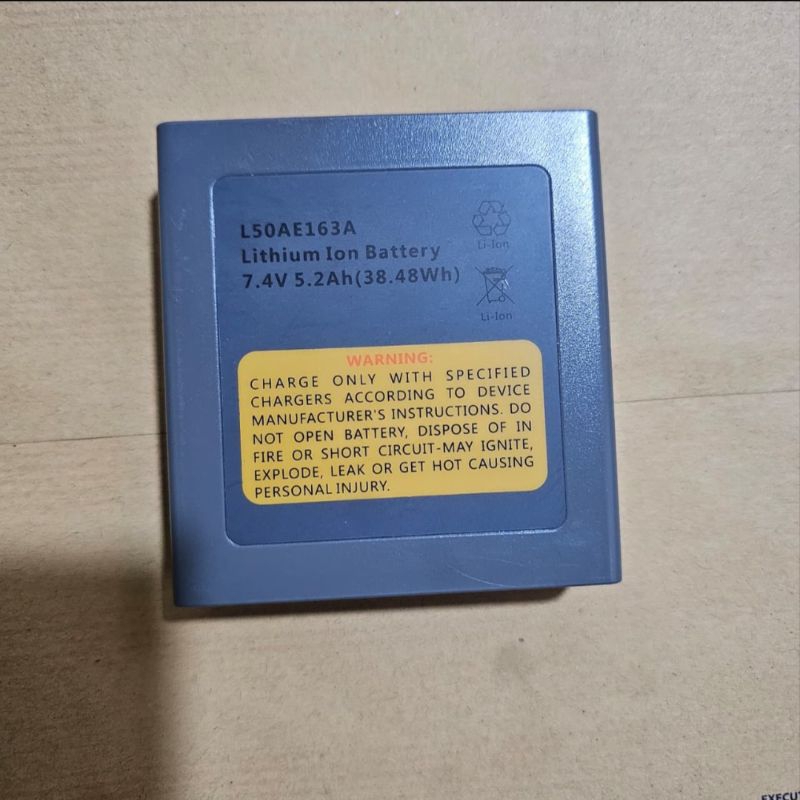 L50AE163A
Lithium Ion Battery
7.4V 5.2Ah(38.48Wh)
Li-Ion
Li-Ion
WARNING:
CHARGE ONLY WITH SPECIFIED
CHARGERS ACCORDING TO DEVICE
MANUFACTURER'S INSTRUCTIONS. DO
NOT OPEN BATTERY, DISPOSE OF IN
FIRE OR SHORT CIRCUIT-MAY IGNITE,
EXPLODE, LEAK OR GET HOT CAUSING
PERSONAL INJURY.